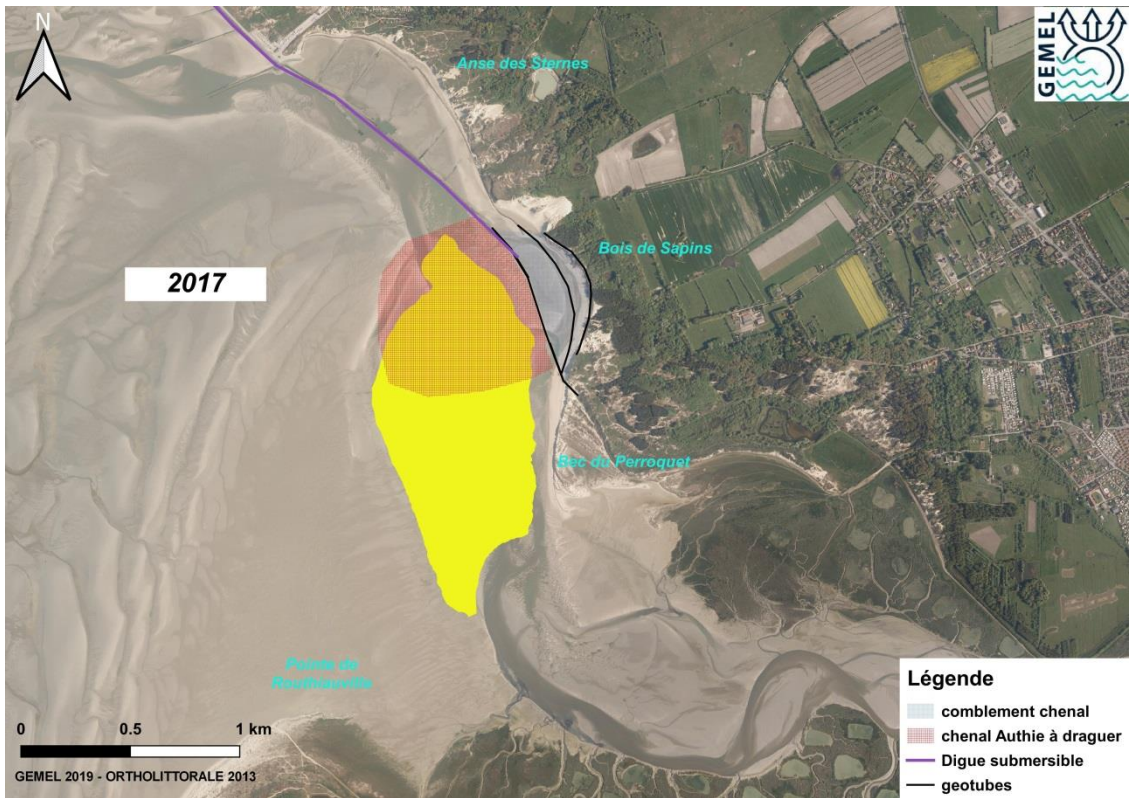 N
GEMEL
Anse des Sternes
Bois de Sapins
2017
Bec du Perroquet
Pointe de
Routhiauville
0 0.5 1 km
GEMEL 2019 - ORTHOLITTORALE 2013
Légende
comblement chenal
chenal Authie à draguer
Digue submersible
geotubes